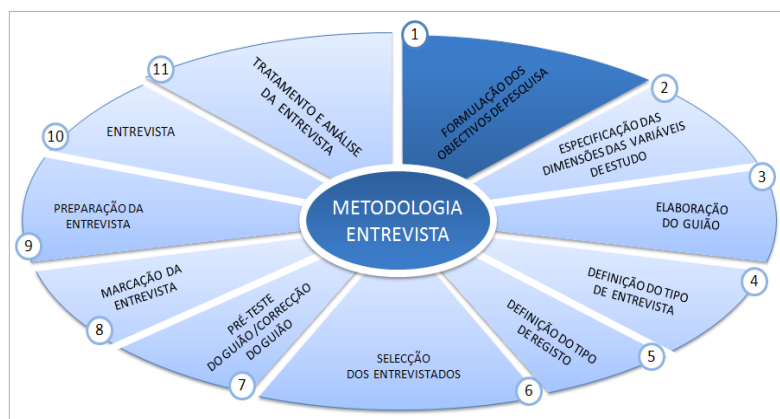 1
FORMULAÇÃO DOS
OBJECTIVOS DE PESQUISA
2
ESPECIFICAÇÃO DAS
DIMENSÕES DAS VARIÁVEIS
DE ESTUDO
3
ELABORAÇÃO
DO GUIÃO
4
DEFINIÇÃO DO TIPO
DE ENTREVISTA
5
DEFINIÇÃO DO TIPO
DE REGISTO
6
SELECÇÃO
DOS ENTREVISTADOS
7
PRÉ-TESTE
DO GUIÃO /CORRECÇÃO
DO GUIÃO
8
MARCAÇÃO DA
ENTREVISTA
9
PREPARAÇÃO DA
ENTREVISTA
10
ENTREVISTA
11
TRATAMENTO E ANÁLISE
DA ENTREVISTA
METODOLOGIA
ENTREVISTA